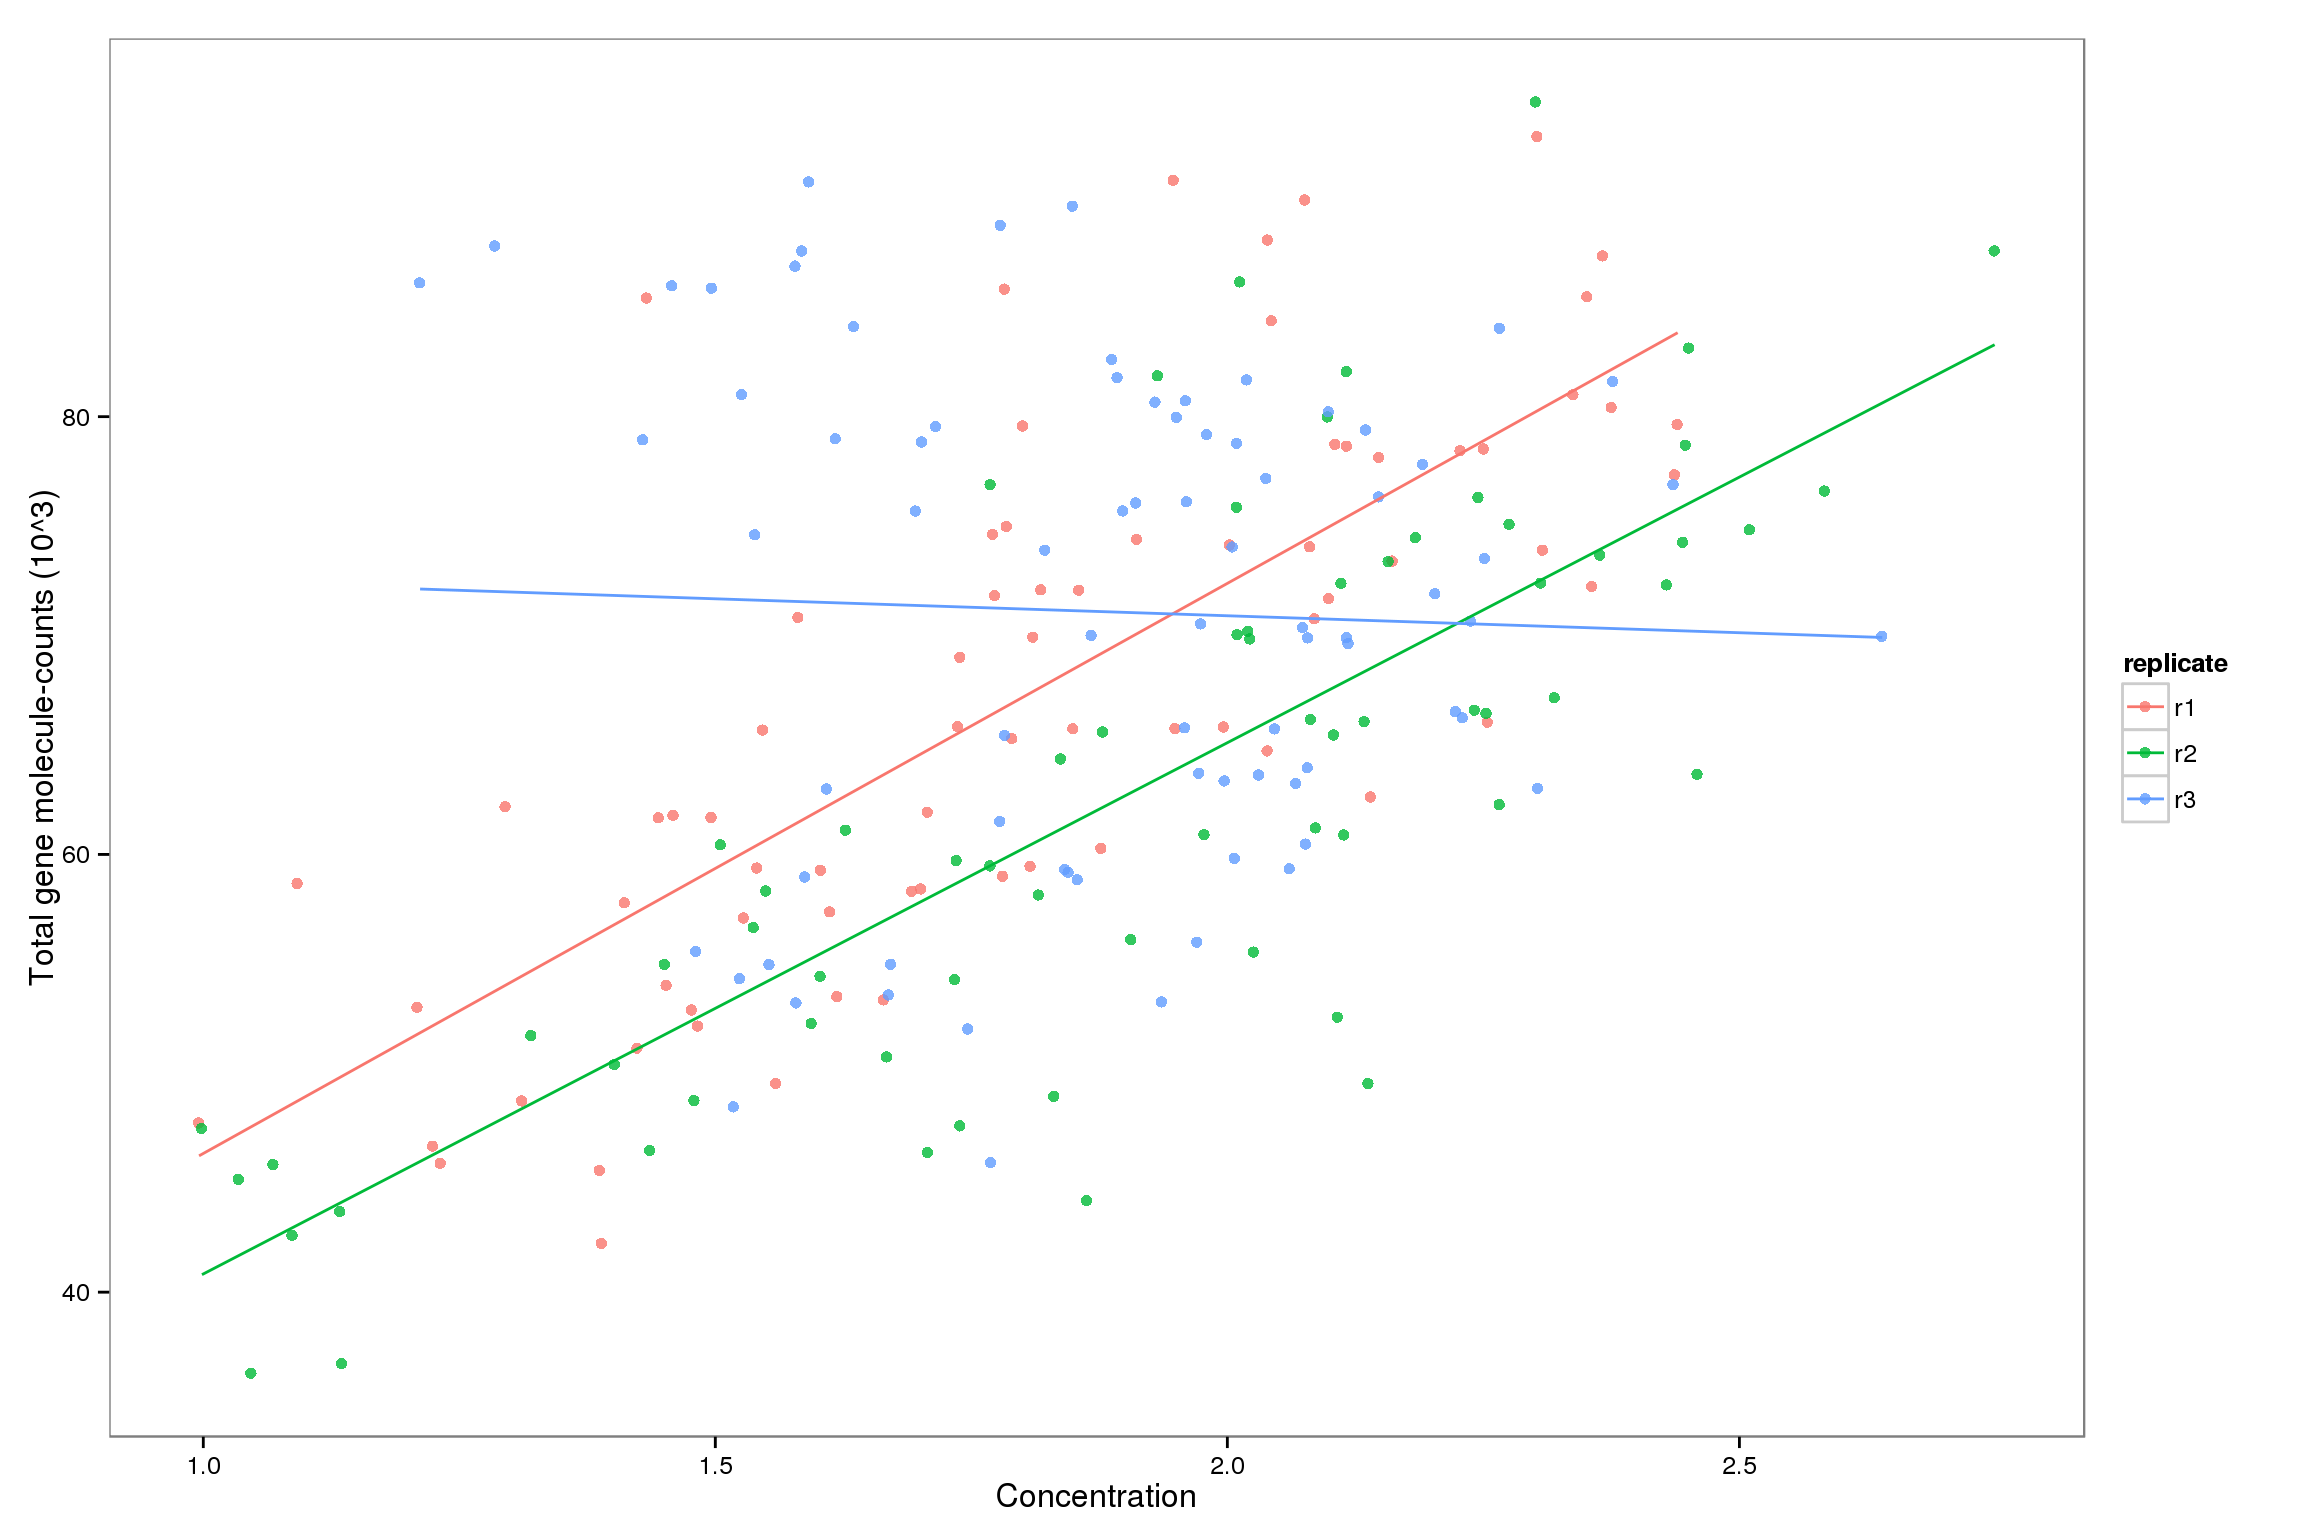 Total gene molecule-counts (10^3)
80
60
40
1.0
1.5
2.0
2.5
Concentration
replicate
r1
r2
r3